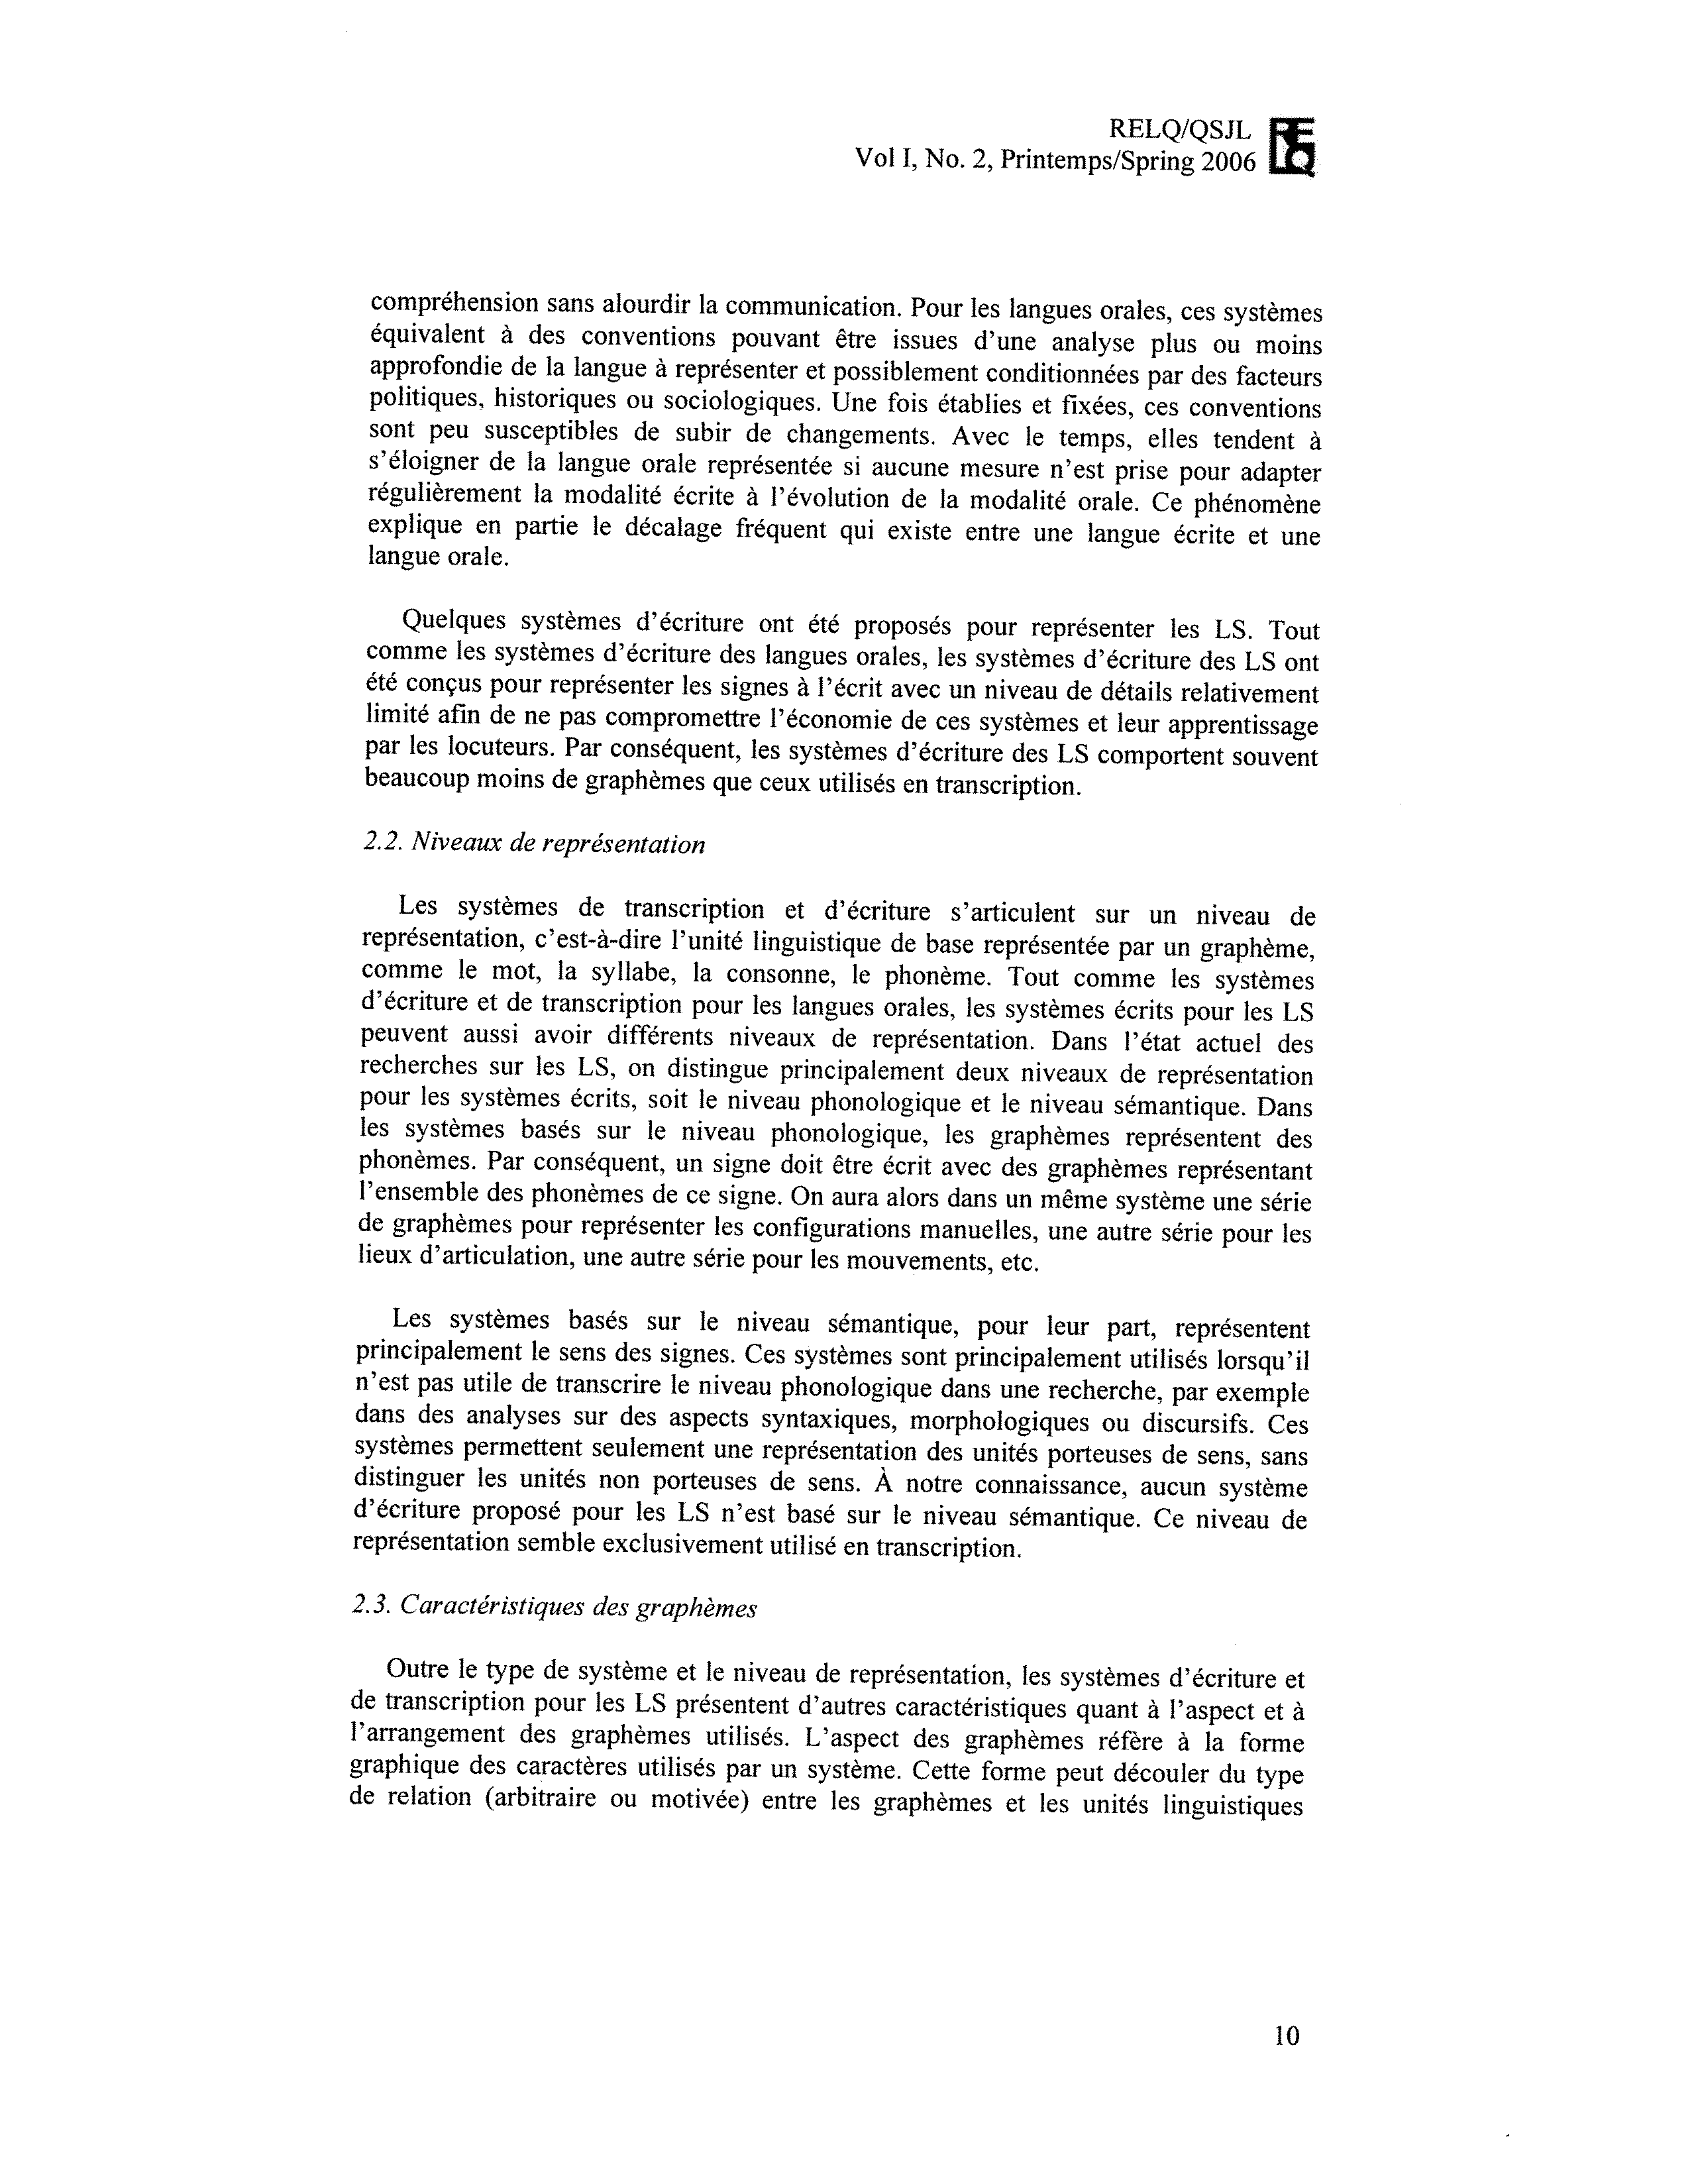 RELQ/QSJL
Vol I, No. 2, Printemps/Spring 2006
RELQ
compréhension sans alourdir la communication. Pour les langues orales, ces systèmes
équivalent à des conventions pouvant être issues d'une analyse plus ou moins
approfondie de la langue à représenter et possiblement conditionnées par des facteurs
politiques, historiques ou sociologiques. Une fois établies et fixées, ces conventions
sont peu susceptibles de subir de changements. Avec le temps, elles tendent à
s'éloigner de la langue orale représentée si aucune mesure n'est prise pour adapter
régulièrement la modalité écrite à l'évolution de la modalité orale. Ce phénomène
explique en partie le décalage fréquent qui existe entre une langue écrite et une
langue orale.
Quelques systèmes d'écriture ont été proposés pour représenter les LS. Tout
comme les systèmes d'écriture des langues orales, les systèmes d'écriture des LS ont
été conçus pour représenter les signes à l'écrit avec un niveau de détails relativement
limité afin de ne pas compromettre l'économie de ces systèmes et leur apprentissage
par les locuteurs. Par conséquent, les systèmes d'écriture des LS comportent souvent
beaucoup moins de graphèmes que ceux utilisés en transcription.
2.2. Niveaux de représentation
Les systèmes de transcription et d'écriture s'articulent sur un niveau de
représentation, c'est-à-dire l'unité linguistique de base représentée par un graphème,
comme le mot, la syllabe, la consonne, le phonème. Tout comme les systèmes
d'écriture et de transcription pour les langues orales, les systèmes écrits pour les LS
peuvent aussi avoir différents niveaux de représentation. Dans l'état actuel des
recherches sur les LS, on distingue principalement deux niveaux de représentation
pour les systèmes écrits, soit le niveau phonologique et le niveau sémantique. Dans
les systèmes basés sur le niveau phonologique, les graphèmes représentent des
phonèmes. Par conséquent, un signe doit être écrit avec des graphèmes représentant
l'ensemble des phonèmes de ce signe. On aura alors dans un même système une série
de graphèmes pour représenter les configurations manuelles, une autre série pour les
lieux d'articulation, une autre série pour les mouvements, etc.
Les systèmes basés sur le niveau sémantique, pour leur part, représentent
principalement le sens des signes. Ces systèmes sont principalement utilisés lorsqu'il
n'est pas utile de transcrire le niveau phonologique dans une recherche, par exemple
dans des analyses sur des aspects syntaxiques, morphologiques ou discursifs. Ces
systèmes permettent seulement une représentation des unités porteuses de sens, sans
distinguer les unités non porteuses de sens. À notre connaissance, aucun système
d'écriture proposé pour les LS n'est basé sur le niveau sémantique. Ce niveau de
représentation semble exclusivement utilisé en transcription.
2.3. Caractéristiques des graphèmes
Outre le type de système et le niveau de représentation, les systèmes d'écriture et
de transcription pour les LS présentent d'autres caractéristiques quant à l'aspect et à
l'arrangement des graphèmes utilisés. L'aspect des graphèmes réfère à la forme
graphique des caractères utilisés par un système. Cette forme peut découler du type
de relation (arbitraire ou motivée) entre les graphèmes et les unités linguistiques
10